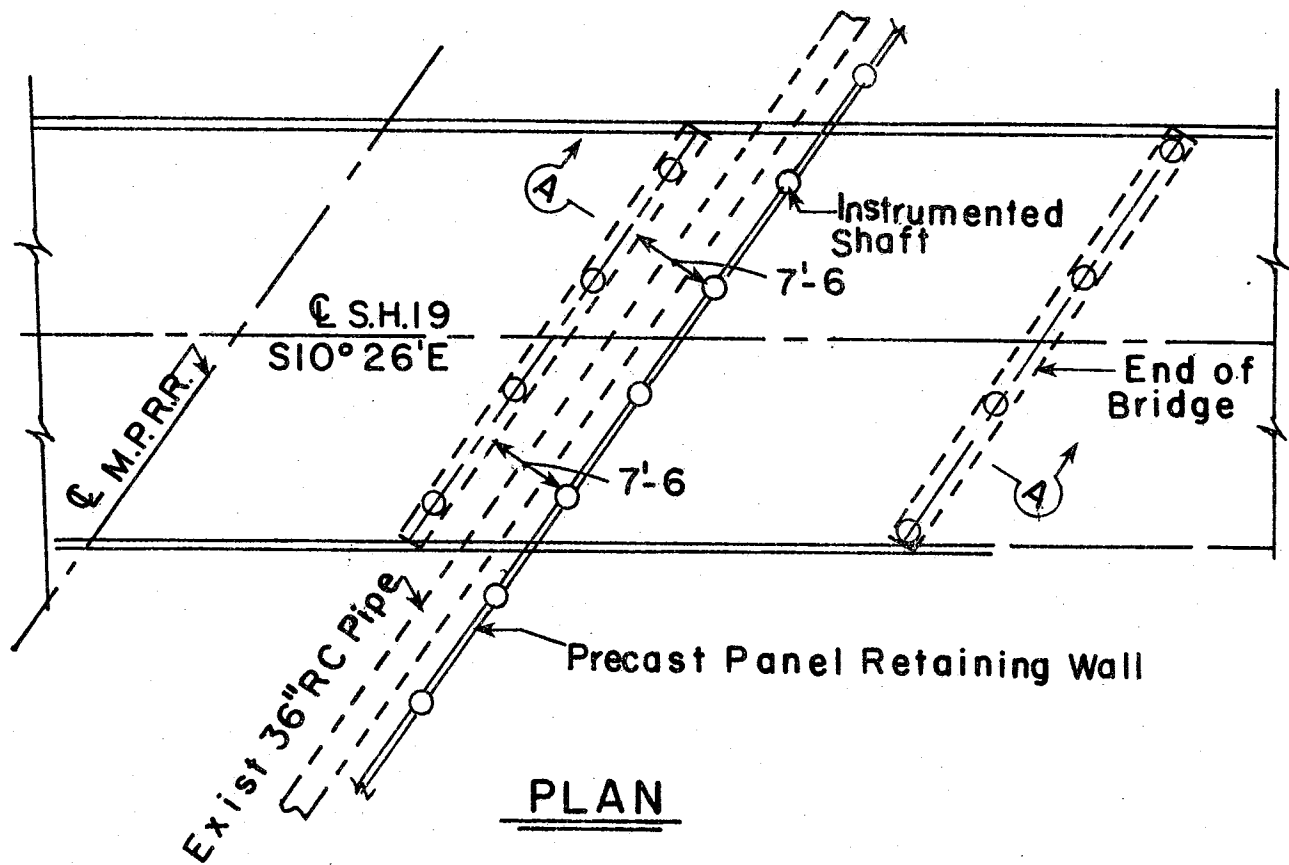 A
Instrumented
Shaft
7'-6
℄ S.H.19
S10° 26'E
℄ M.P.R.R.
End of
Bridge
7'-6
A
Exist 36" RC Pipe
Precast Panel Retaining Wall
PLAN